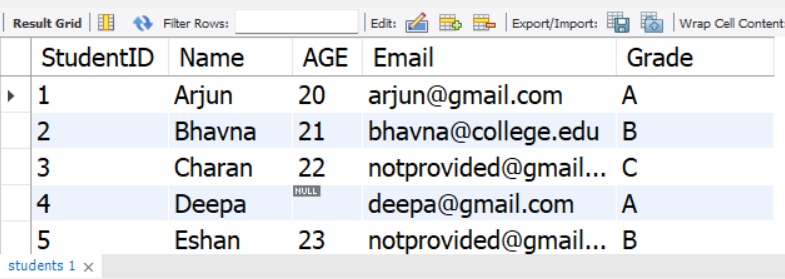 Result Grid Filter Rows: Edit: Export/Import: Wrap Cell Content:
StudentID Name AGE Email Grade
1 Arjun 20 arjun@gmail.com A
2 Bhavna 21 bhavna@college.edu B
3 Charan 22 notprovided@gmail... C
4 Deepa NULL deepa@gmail.com A
5 Eshan 23 notprovided@gmail... B
students 1 ×